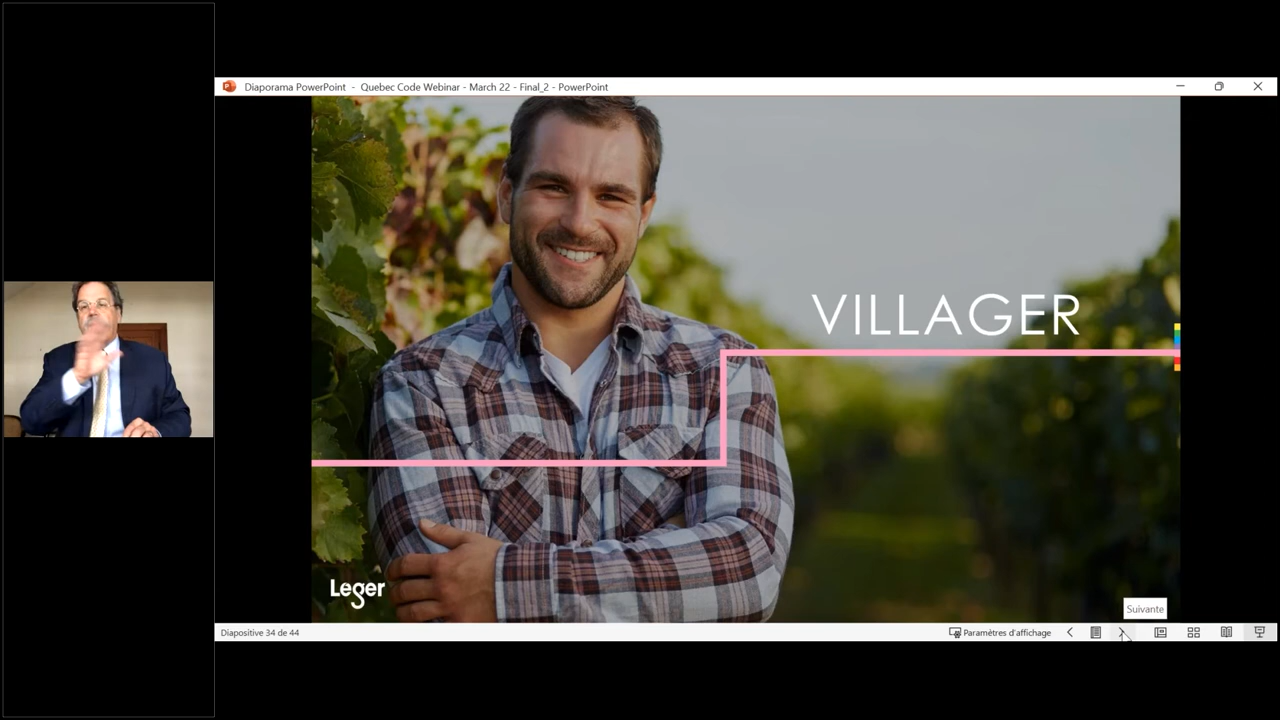 Diaporama PowerPoint - Quebec Code Webinar - March 22 - Final_2 - PowerPoint
VILLAGER
Leger
Suivante
Diapositive 34 de 44
Paramètres d'affichage